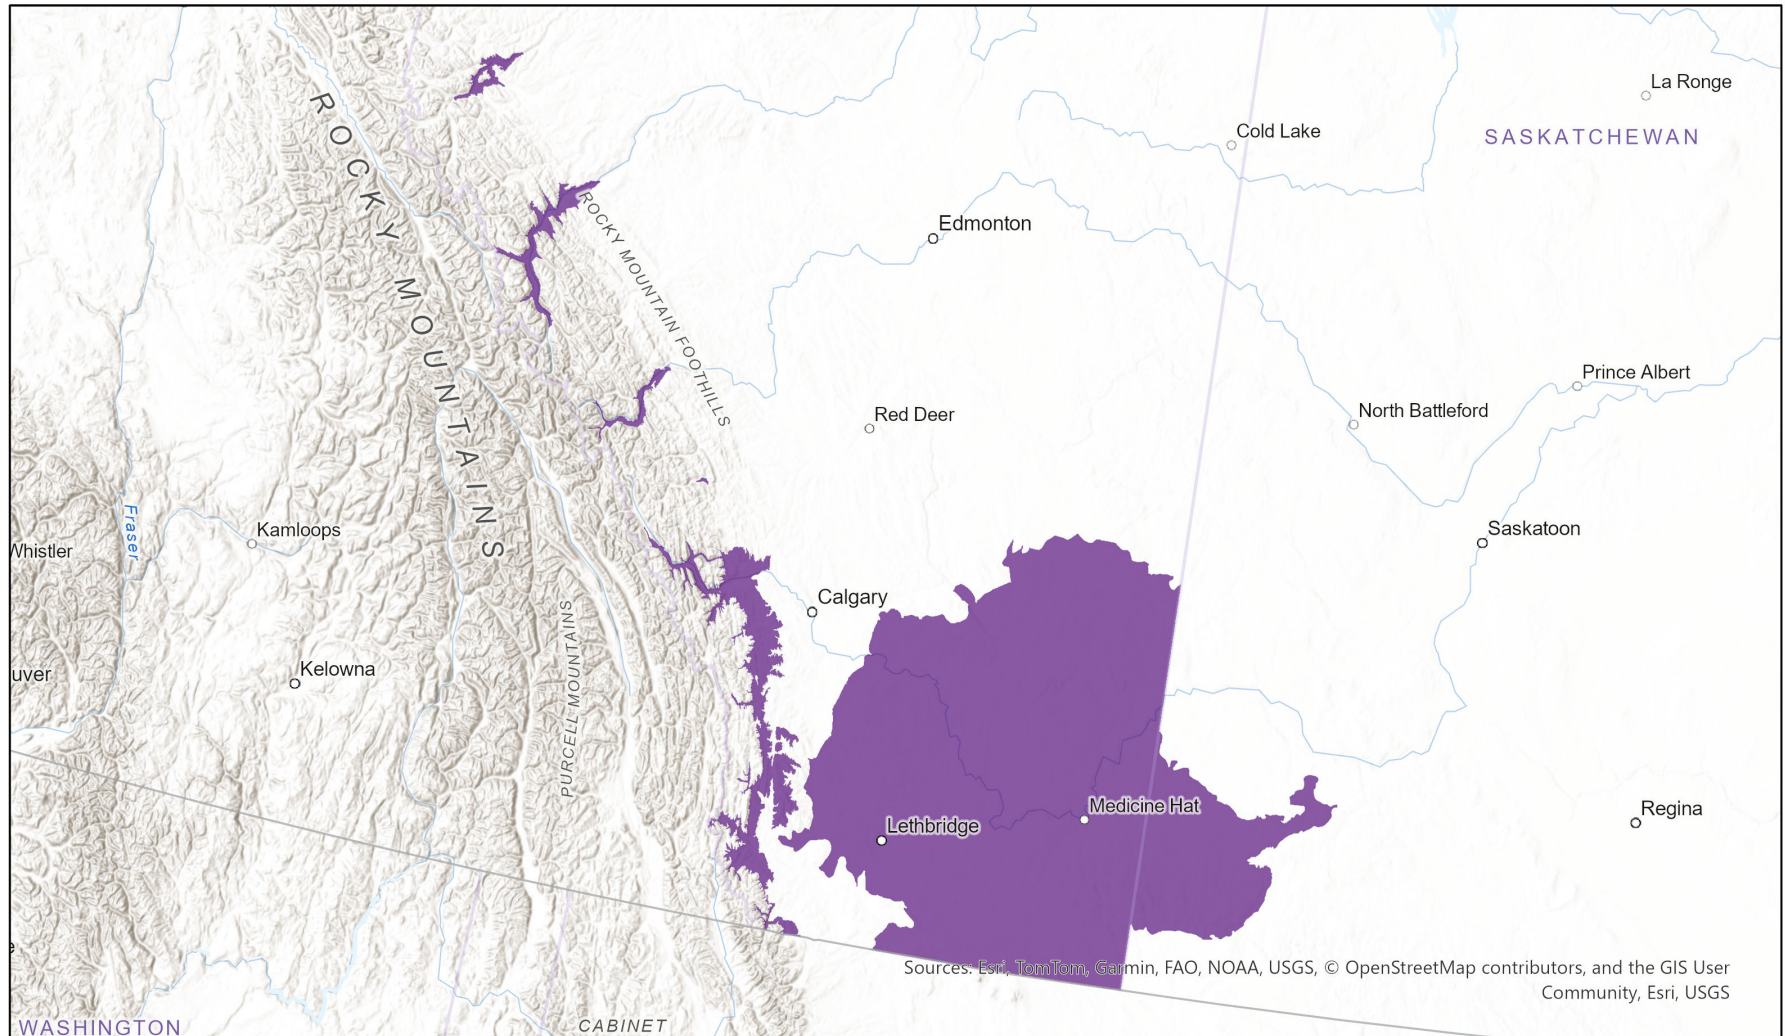 La Ronge
Cold Lake
SASKATCHEWAN
ROCKY MOUNTAINS
ROCKY MOUNTAIN FOOTHILLS
Edmonton
Prince Albert
North Battleford
Red Deer
Fraser
Kamloops
Whistler
Saskatoon
Calgary
PURCELL MOUNTAINS
Kelowna
uver
Medicine Hat
Lethbridge
Regina
Sources: Esri, TomTom, Garmin, FAO, NOAA, USGS, © OpenStreetMap contributors, and the GIS User
Community, Esri, USGS
WASHINGTON
CABINET